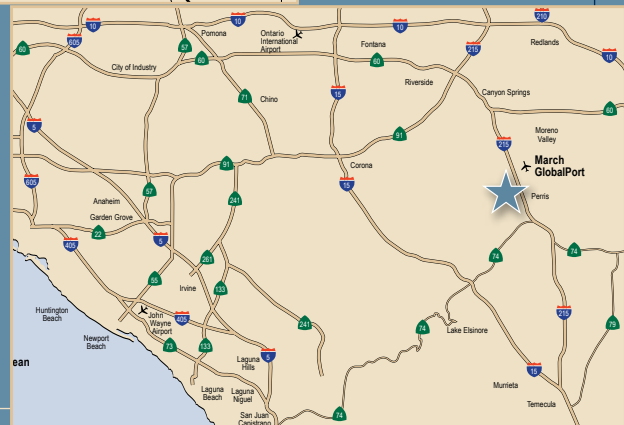 210
10
10
10
Pomona
Ontario
International
Airport
605
57
60
60
Fontana
60
215
Redlands
10
City of Industry
Riverside
Canyon Springs
71
Chino
15
60
5
91
Moreno
Valley
215
91
Corona
March
GlobalPort
605
15
57
241
Perris
Anaheim
Garden Grove
22
405
5
74
74
261
55
Irvine
133
Huntington
Beach
John
Wayne
Airport
405
241
215
79
74
Lake Elsinore
Newport
Beach
73
133
ean
Laguna
Hills
5
15
Murrieta
Laguna
Beach
Laguna
Niguel
Temecula
San Juan
Capistrano
74